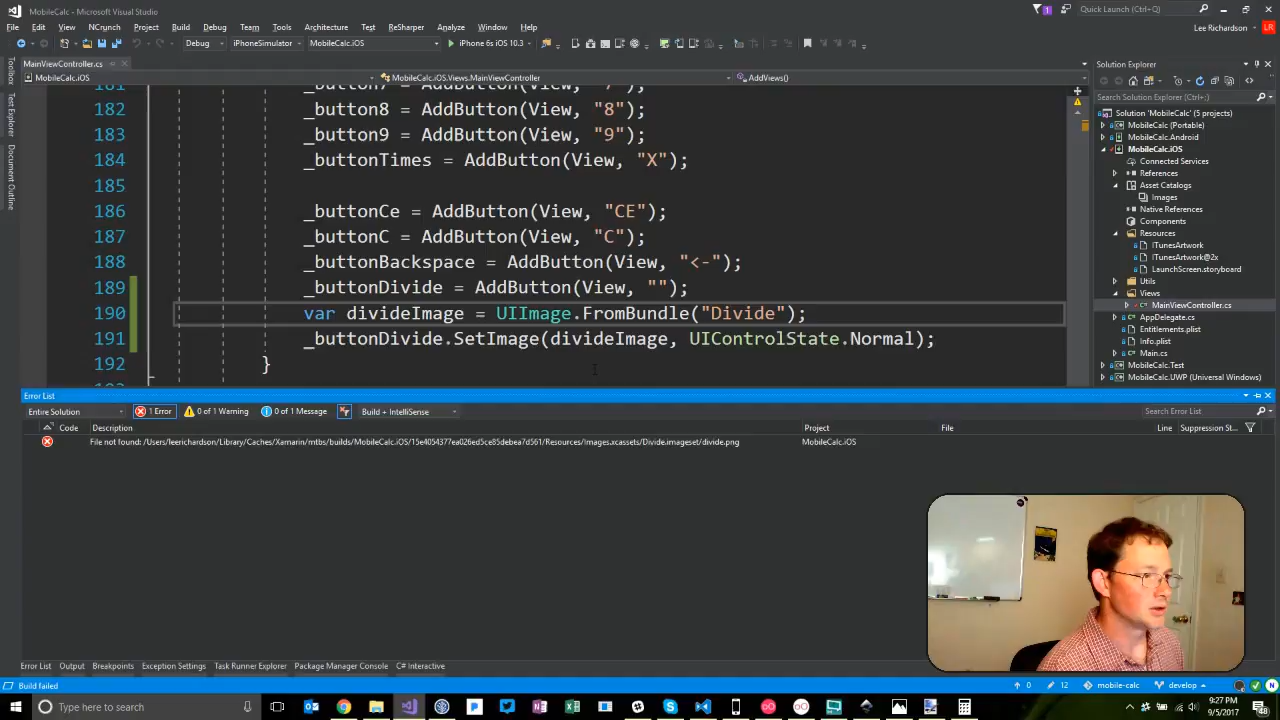 MobileCalc - Microsoft Visual Studio
1
Quick Launch (Ctrl+Q)
File Edit View NCrunch Project Build Debug Team Tools Architecture Test ReSharper Analyze Window Help
Lee Richardson LR
Debug iPhoneSimulator MobileCalc.iOS iPhone 6s iOS 10.3
MainViewController.cs
MobileCalc.iOS MobileCalc.iOS.Views.MainViewController AddViews()
Toolbox
Test Explorer
Document Outline
181 _button7 = AddButton(View, "7");
182 _button8 = AddButton(View, "8");
183 _button9 = AddButton(View, "9");
184 _buttonTimes = AddButton(View, "X");
185
186 _buttonCe = AddButton(View, "CE");
187 _buttonC = AddButton(View, "C");
188 _buttonBackspace = AddButton(View, "<-");
189 _buttonDivide = AddButton(View, "");
190 var divideImage = UIImage.FromBundle("Divide");
191 _buttonDivide.SetImage(divideImage, UIControlState.Normal);
192 }
Solution Explorer
Search Solution Explorer (Ctrl+;)
Solution 'MobileCalc' (5 projects)
MobileCalc (Portable)
MobileCalc.Android
MobileCalc.iOS
Connected Services
References
Asset Catalogs
Images
Native References
Components
Resources
iTunesArtwork
iTunesArtwork@2x
LaunchScreen.storyboard
Utils
Views
MainViewController.cs
AppDelegate.cs
Entitlements.plist
Info.plist
Main.cs
MobileCalc.Test
MobileCalc.UWP (Universal Windows)
Error List
Entire Solution 1 Error 0 of 1 Warning 0 of 1 Message Build + IntelliSense Search Error List
Code Description Project File Line Suppression St...
File not found: /Users/leerichardson/Library/Caches/Xamarin/mtbs/builds/MobileCalc.iOS/15e4054377ea026ed5ce85debea7d561/Resources/Images.xcassets/Divide.imageset/divide.png MobileCalc.iOS
Error List Output Breakpoints Exception Settings Task Runner Explorer Package Manager Console C# Interactive
Build failed 0 12 mobile-calc develop
Type here to search
9:27 PM
9/5/2017